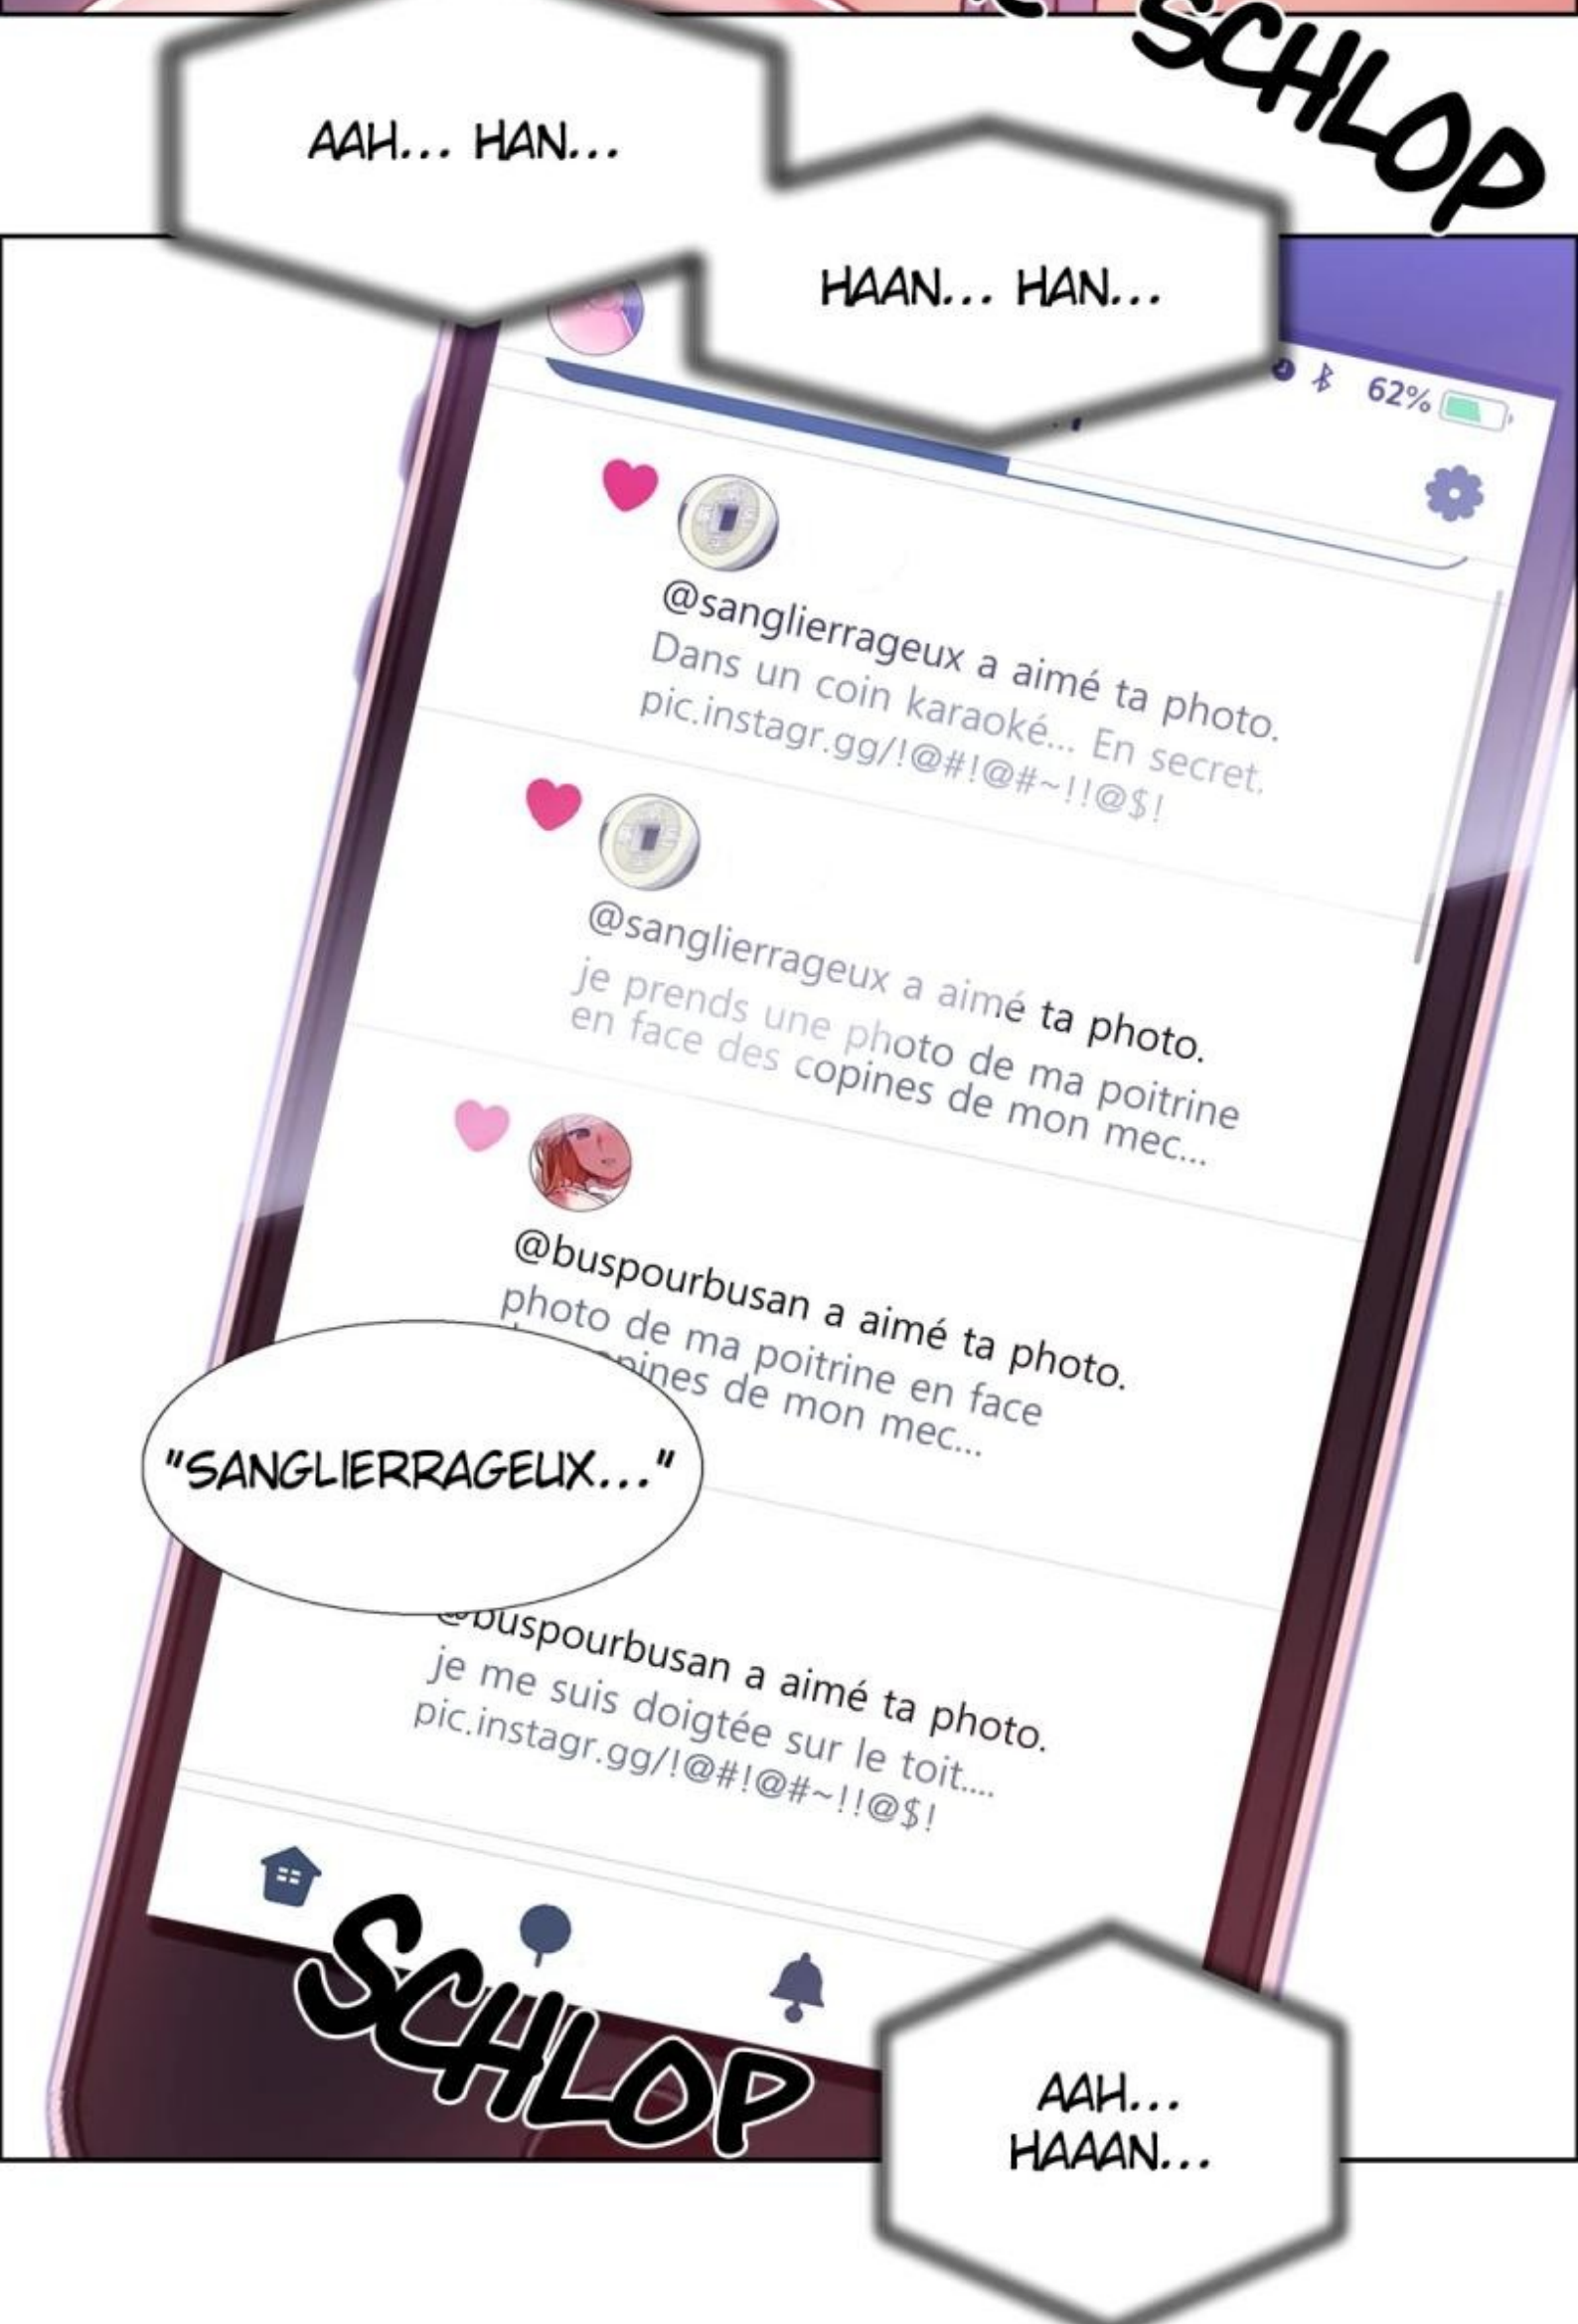 SCHLOP
AAH... HAN...
HAAN... HAN...
62%
@sanglierrageux a aimé ta photo.
Dans un coin karaoké... En secret.
pic.instagr.gg/!@#!@#~!!@$!
@sanglierrageux a aimé ta photo.
je prends une photo de ma poitrine
en face des copines de mon mec...
@buspourbusan a aimé ta photo.
photo de ma poitrine en face
de mon mec...
"SANGLIERRAGEUX..."
@buspourbusan a aimé ta photo.
je me suis doigtée sur le toit....
pic.instagr.gg/!@#!@#~!!@$!
SCHLOP
AAH...
HAAAN...